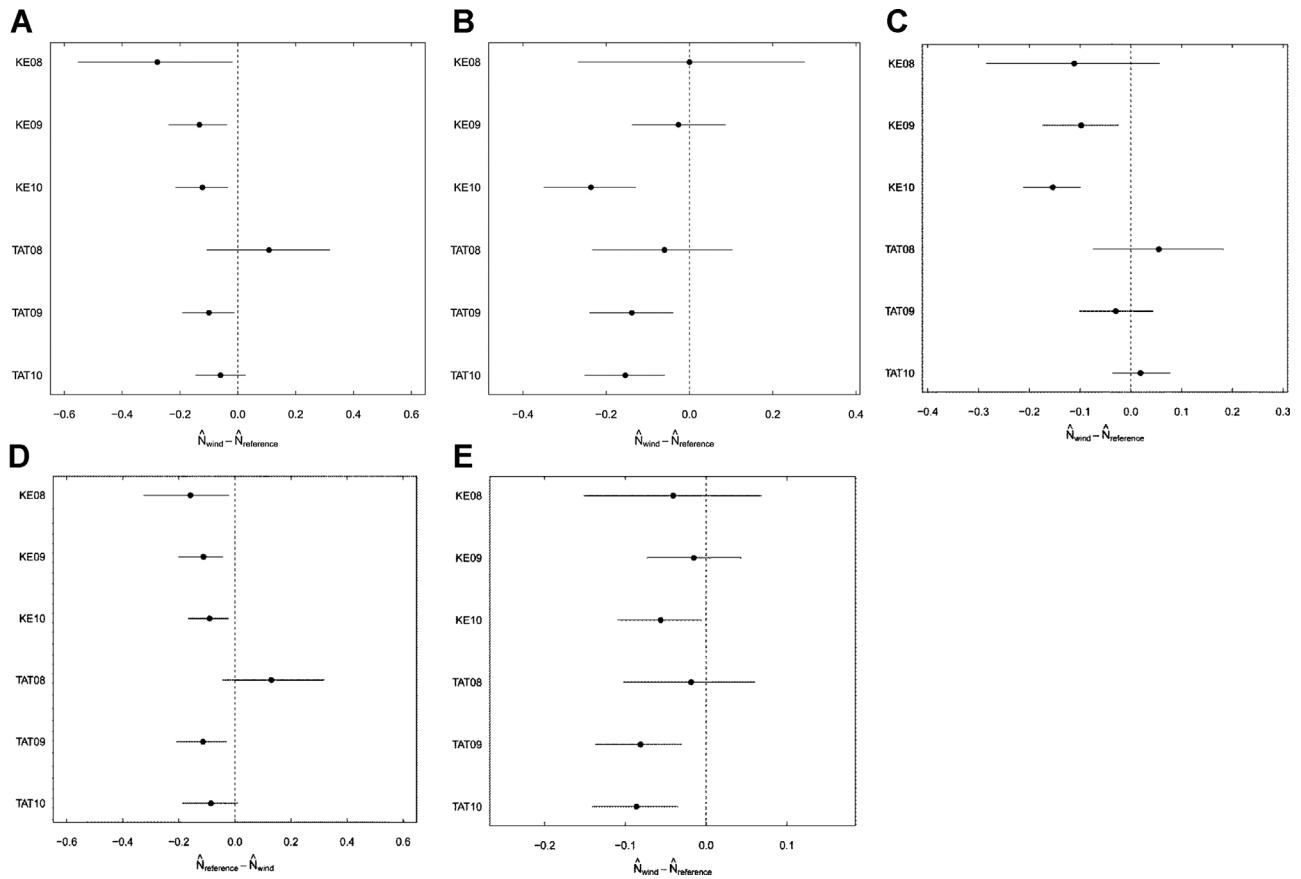 A
KE08
KE09
KE10
TAT08
TAT09
TAT10
−0.6 −0.4 −0.2 0.0 0.2 0.4 0.6
N̂wind − N̂reference
B
KE08
KE09
KE10
TAT08
TAT09
TAT10
−0.4 −0.2 0.0 0.2 0.4
N̂wind − N̂reference
C
KE08
KE09
KE10
TAT08
TAT09
TAT10
−0.4 −0.3 −0.2 −0.1 0.0 0.1 0.2 0.3
N̂wind − N̂reference
D
KE08
KE09
KE10
TAT08
TAT09
TAT10
−0.6 −0.4 −0.2 0.0 0.2 0.4 0.6
N̂reference − N̂wind
E
KE08
KE09
KE10
TAT08
TAT09
TAT10
−0.2 −0.1 0.0 0.1
N̂wind − N̂reference